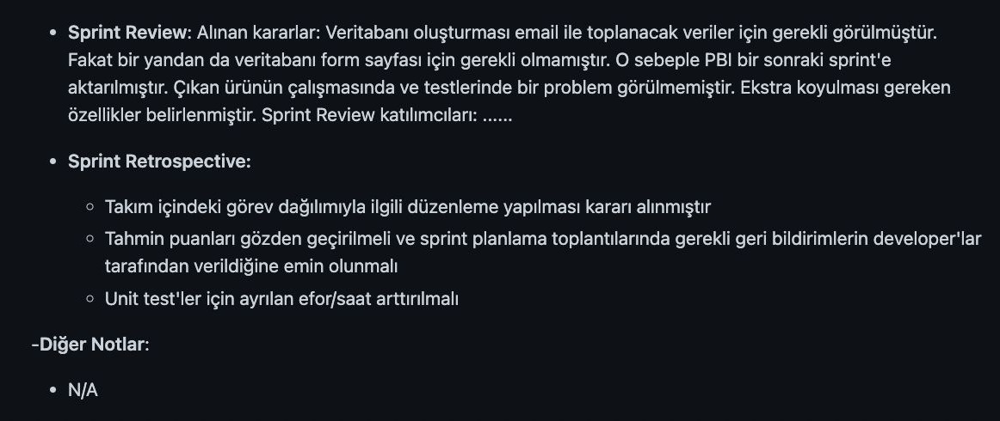 • Sprint Review: Alınan kararlar: Veritabanı oluşturması email ile toplanacak veriler için gerekli görülmüştür.
Fakat bir yandan da veritabanı form sayfası için gerekli olmamıştır. O sebeple PBI bir sonraki sprint'e
aktarılmıştır. Çıkan ürünün çalışmasında ve testlerinde bir problem görülmemiştir. Ekstra koyulması gereken
özellikler belirlenmiştir. Sprint Review katılımcıları: ......
• Sprint Retrospective:
○ Takım içindeki görev dağılımıyla ilgili düzenleme yapılması kararı alınmıştır
○ Tahmin puanları gözden geçirilmeli ve sprint planlama toplantılarında gerekli geri bildirimlerin developer'lar
tarafından verildiğine emin olunmalı
○ Unit test'ler için ayrılan efor/saat arttırılmalı
-Diğer Notlar:
• N/A